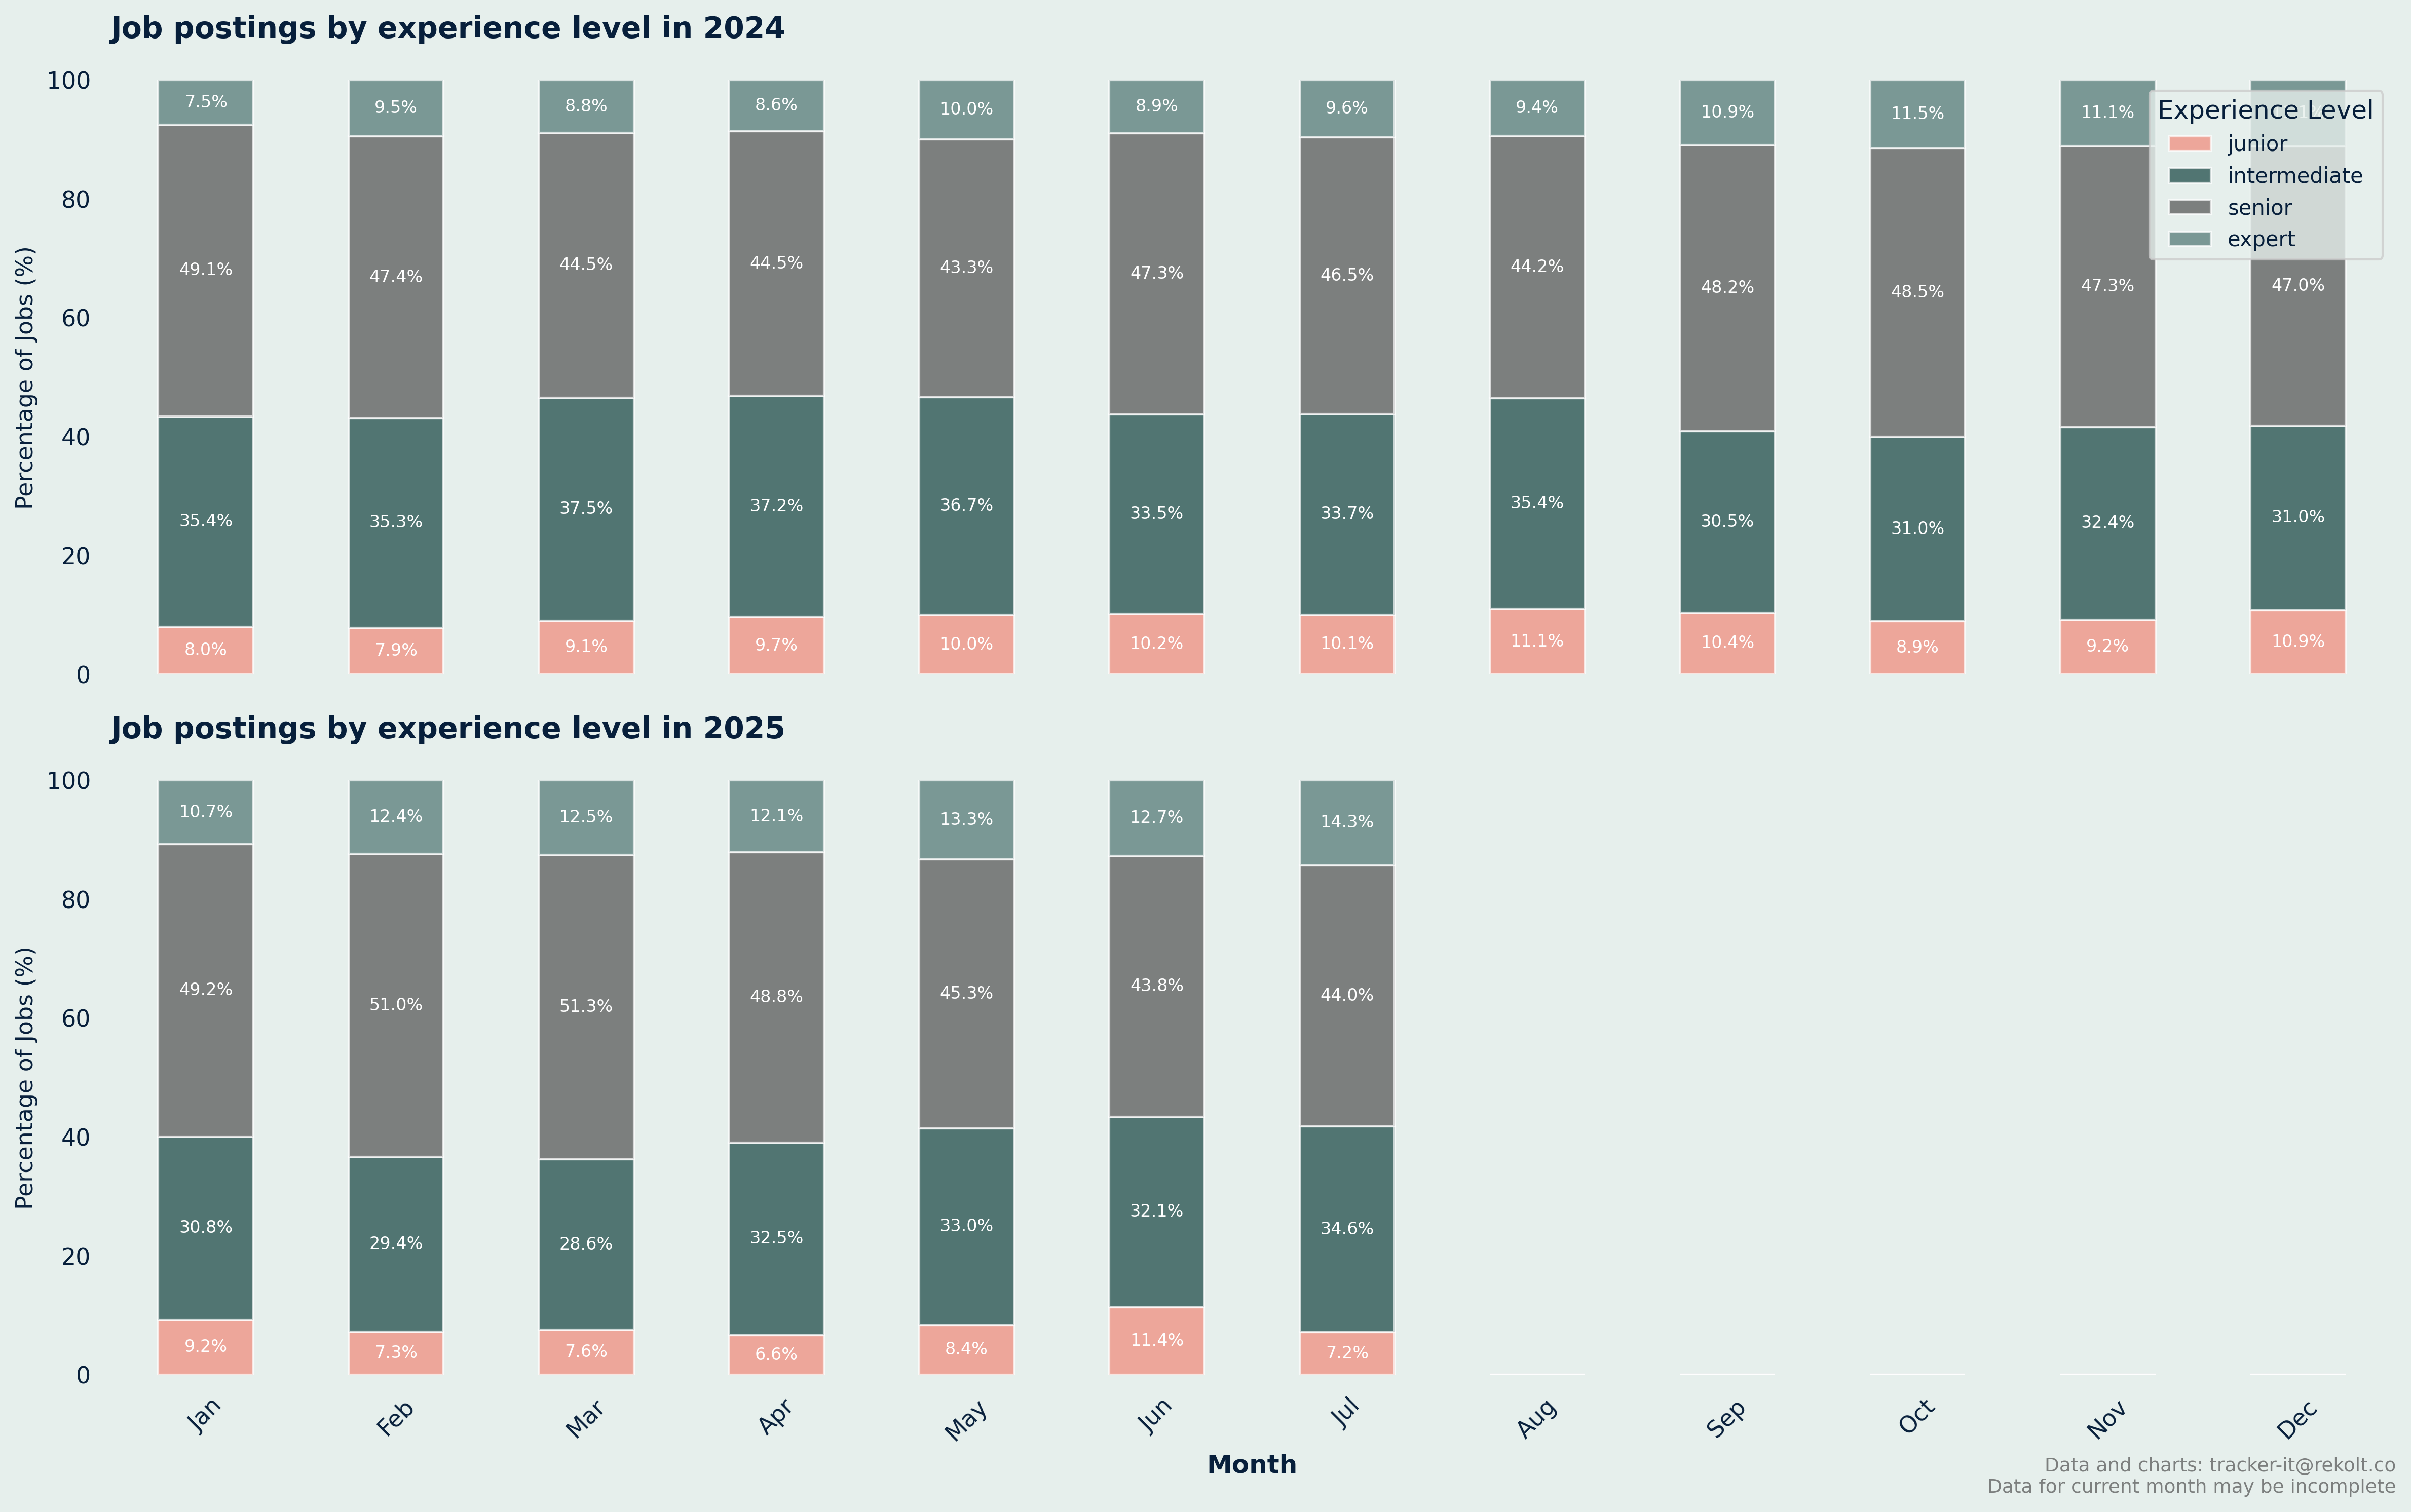 Job postings by experience level in 2024
Percentage of Jobs (%)
100
80
60
40
20
0
7.5% 9.5% 8.8% 8.6% 10.0% 8.9% 9.6% 9.4% 10.9% 11.5% 11.1%
49.1% 47.4% 44.5% 44.5% 43.3% 47.3% 46.5% 44.2% 48.2% 48.5% 47.3% 47.0%
35.4% 35.3% 37.5% 37.2% 36.7% 33.5% 33.7% 35.4% 30.5% 31.0% 32.4% 31.0%
8.0% 7.9% 9.1% 9.7% 10.0% 10.2% 10.1% 11.1% 10.4% 8.9% 9.2% 10.9%
Experience Level
junior
intermediate
senior
expert
Job postings by experience level in 2025
Percentage of Jobs (%)
100
80
60
40
20
0
10.7% 12.4% 12.5% 12.1% 13.3% 12.7% 14.3%
49.2% 51.0% 51.3% 48.8% 45.3% 43.8% 44.0%
30.8% 29.4% 28.6% 32.5% 33.0% 32.1% 34.6%
9.2% 7.3% 7.6% 6.6% 8.4% 11.4% 7.2%
Jan Feb Mar Apr May Jun Jul Aug Sep Oct Nov Dec
Month
Data and charts: tracker-it@rekolt.co
Data for current month may be incomplete